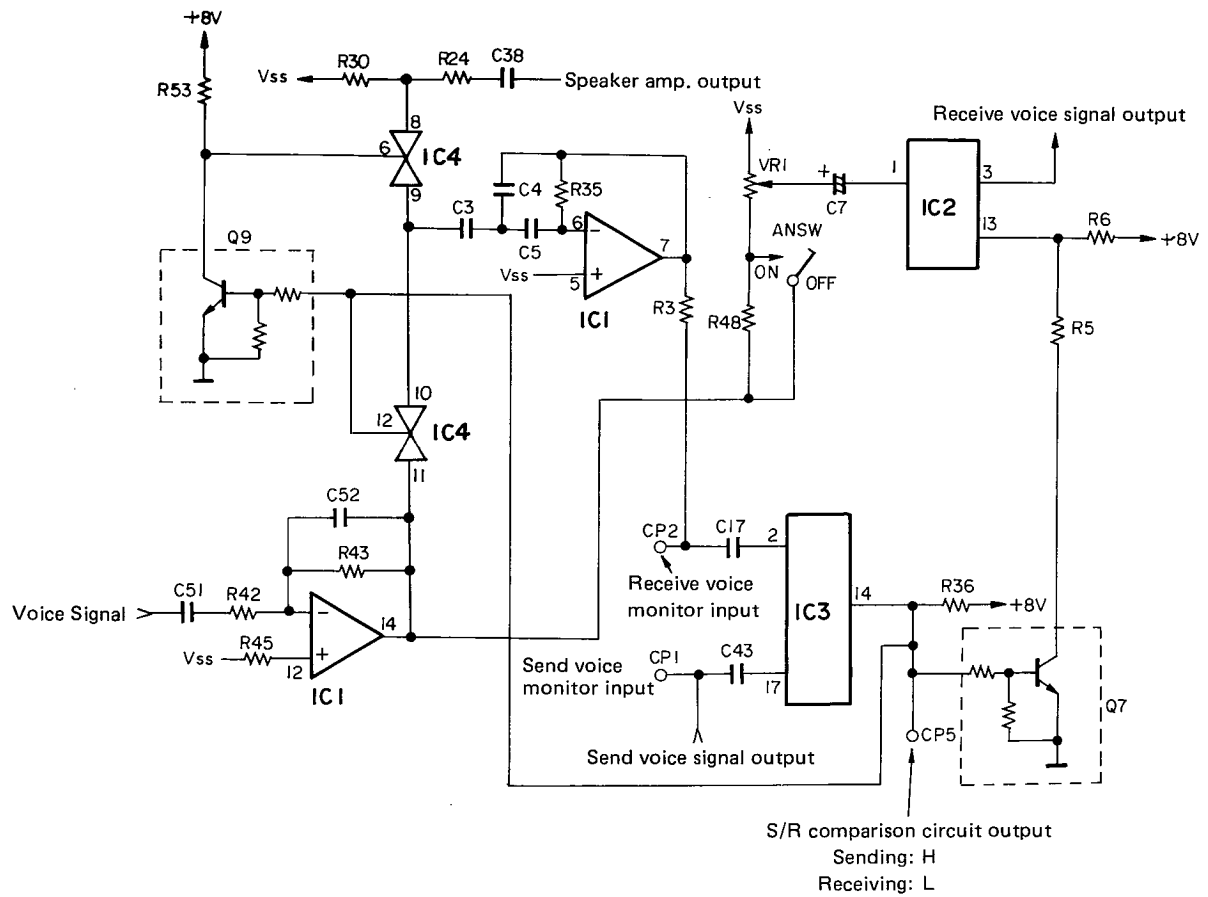 +8V
R53
Vss
R30
R24
C38
Speaker amp. output
8
6
IC4
9
C3
C4
R35
C5
6
−
Vss
+
5
7
IC1
R3
Q9
10
12
IC4
11
C52
R43
Voice Signal
C51
R42
−
14
Vss
R45
12
+
IC1
Vss
VR1
+
C7
ANSW
ON
OFF
R48
Receive voice signal output
1
3
IC2
13
R6
+8V
R5
CP2
C17
2
Receive voice
monitor input
IC3
14
R36
+8V
Send voice
monitor input
CP1
C43
17
Send voice signal output
CP5
Q7
S/R comparison circuit output
Sending: H
Receiving: L